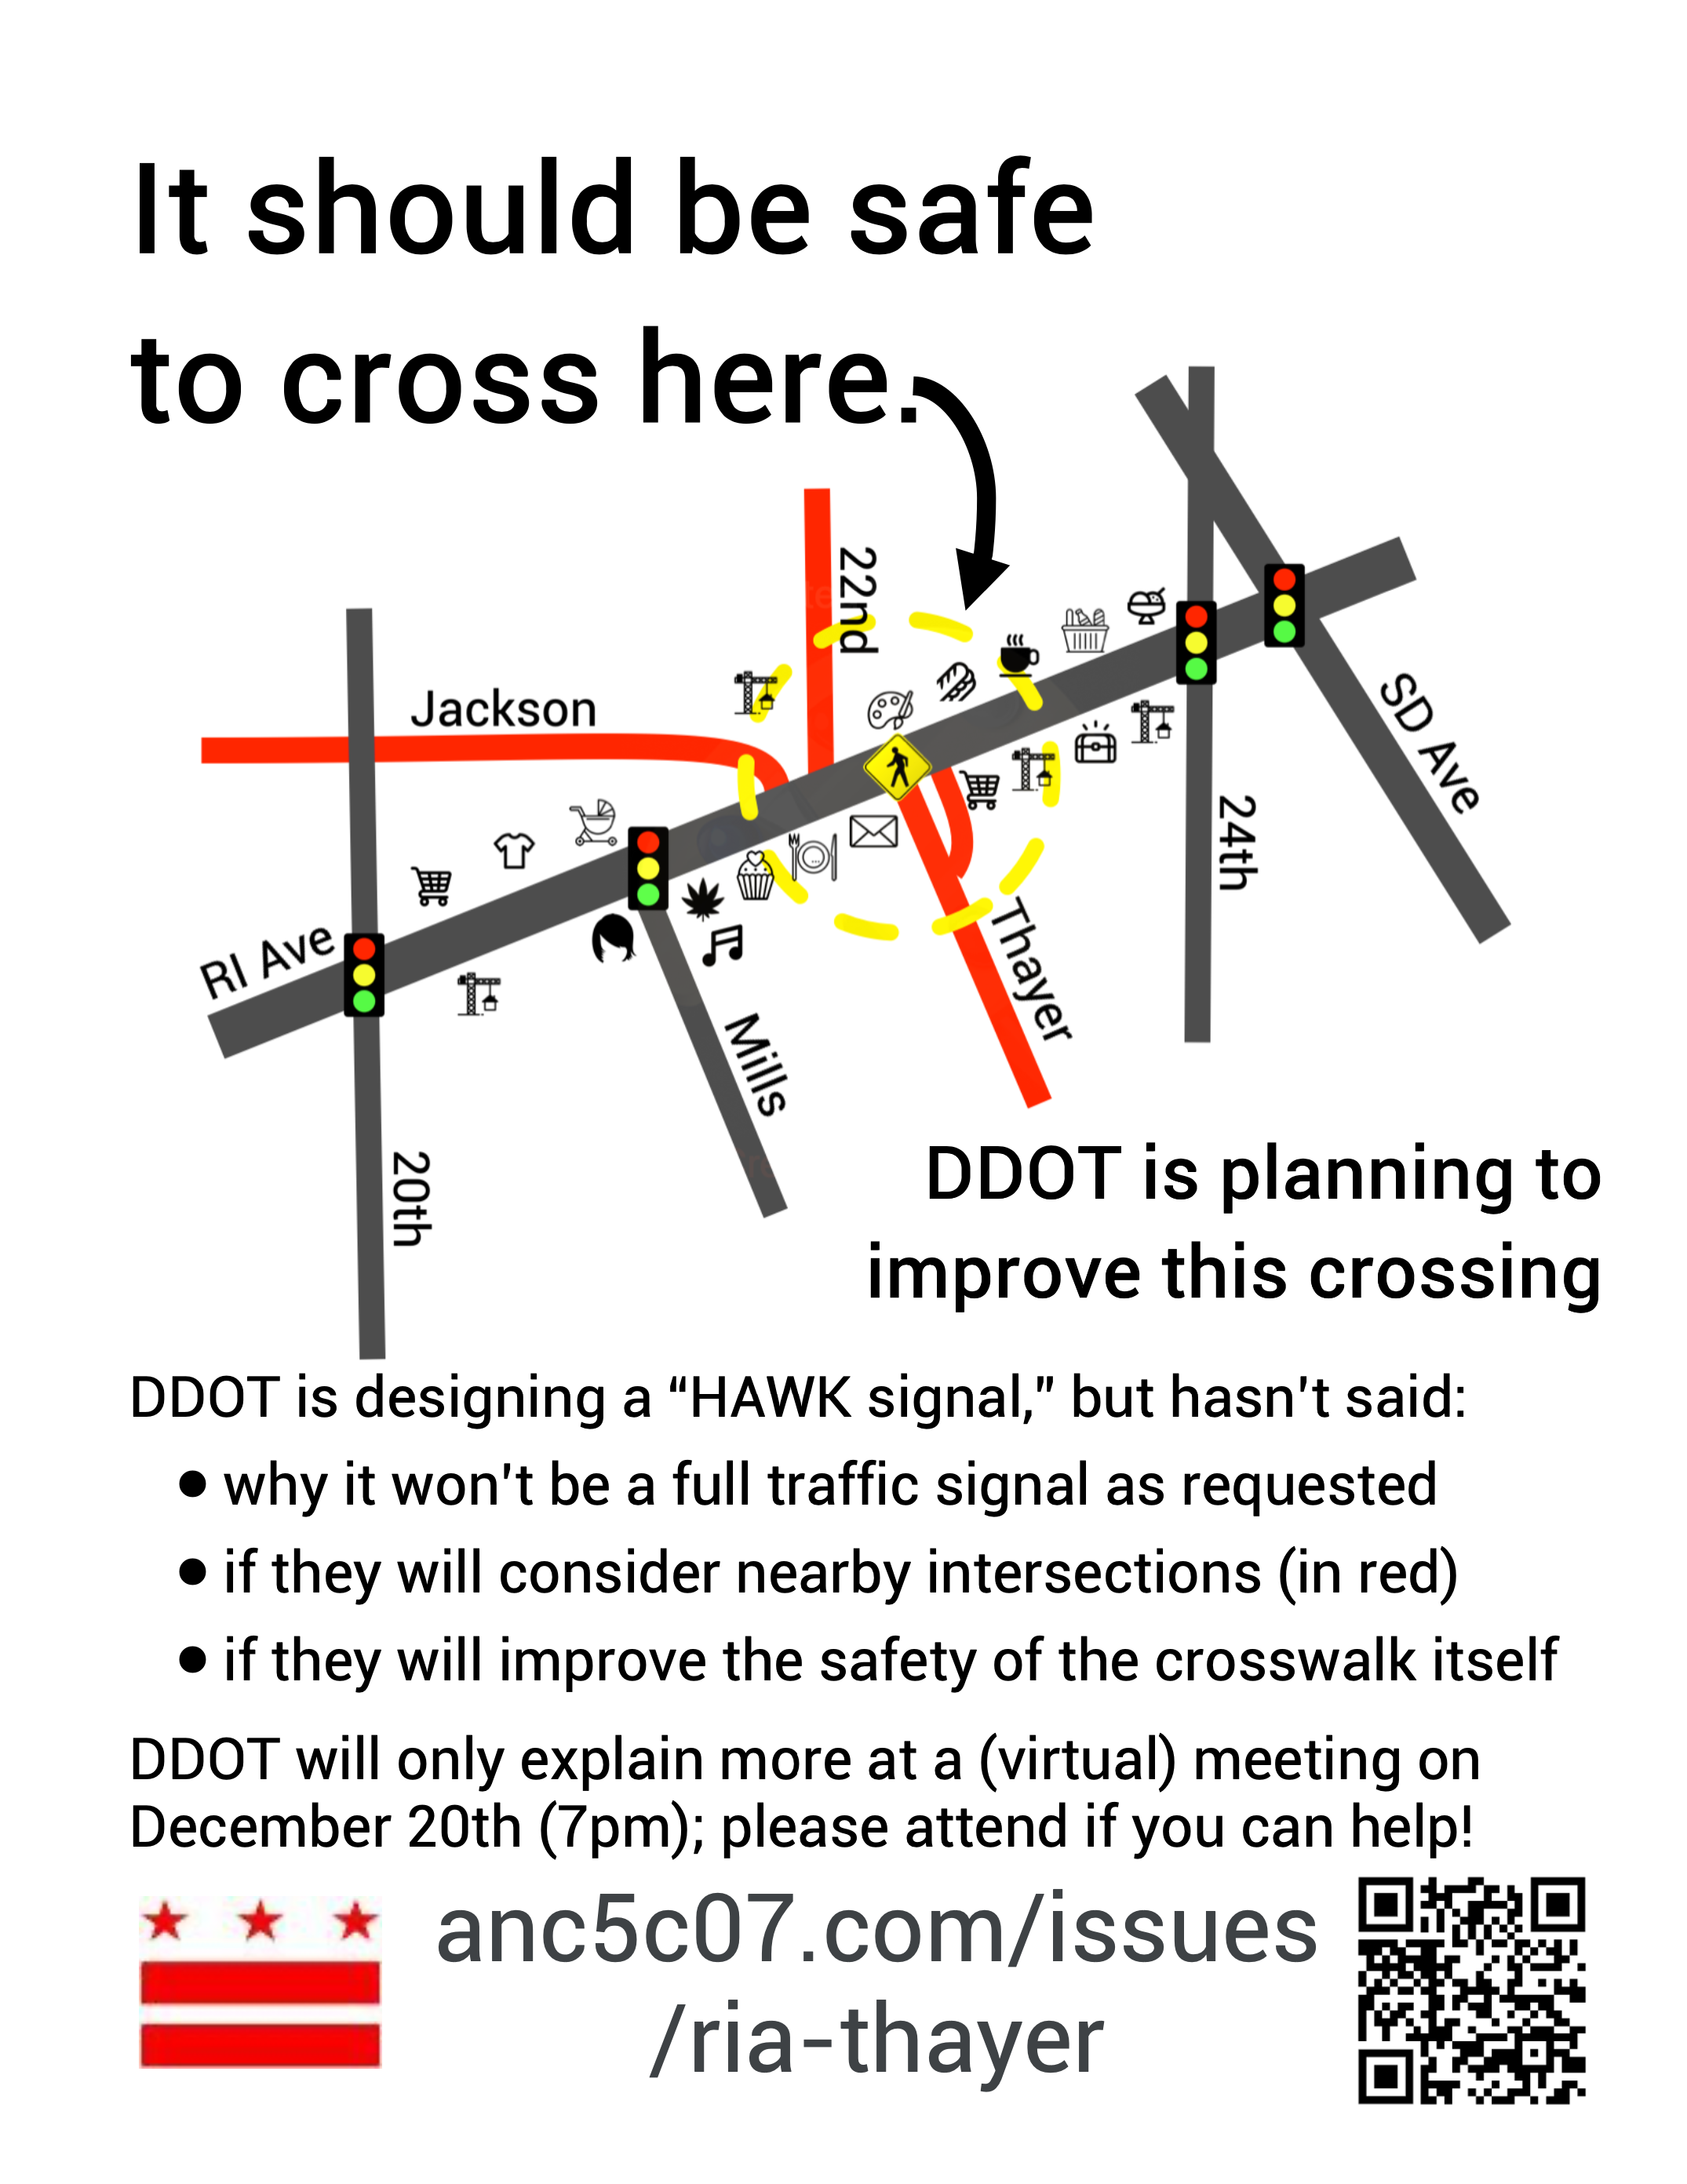 It should be safe
to cross here.
22nd
Jackson
SD Ave
24th
RI Ave
Thayer
Mills
20th
DDOT is planning to
improve this crossing
DDOT is designing a “HAWK signal,” but hasn't said:
● why it won't be a full traffic signal as requested
● if they will consider nearby intersections (in red)
● if they will improve the safety of the crosswalk itself
DDOT will only explain more at a (virtual) meeting on
December 20th (7pm); please attend if you can help!
anc5c07.com/issues
/ria-thayer